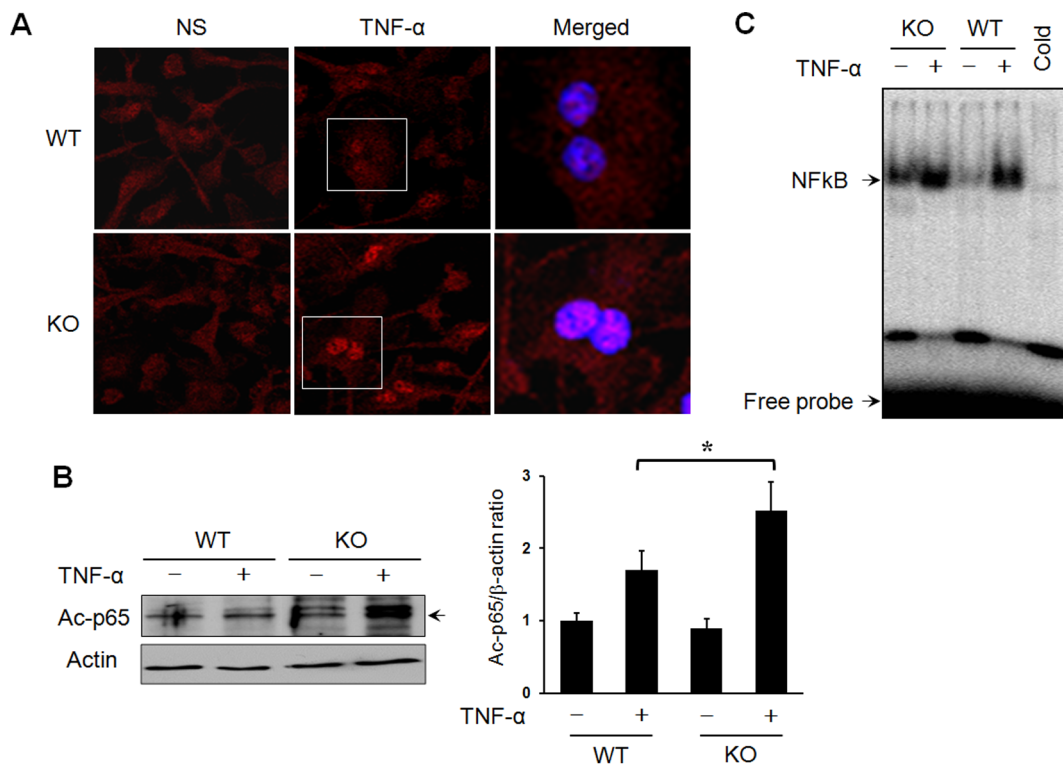 A
NS TNF-α Merged
WT
KO
B
WT KO
TNF-α – + – +
Ac-p65
Actin
Ac-p65/β-actin ratio
3
2
1
0
*
TNF-α – + – +
WT KO
C
KO WT Cold
TNF-α – + – +
NFkB
Free probe